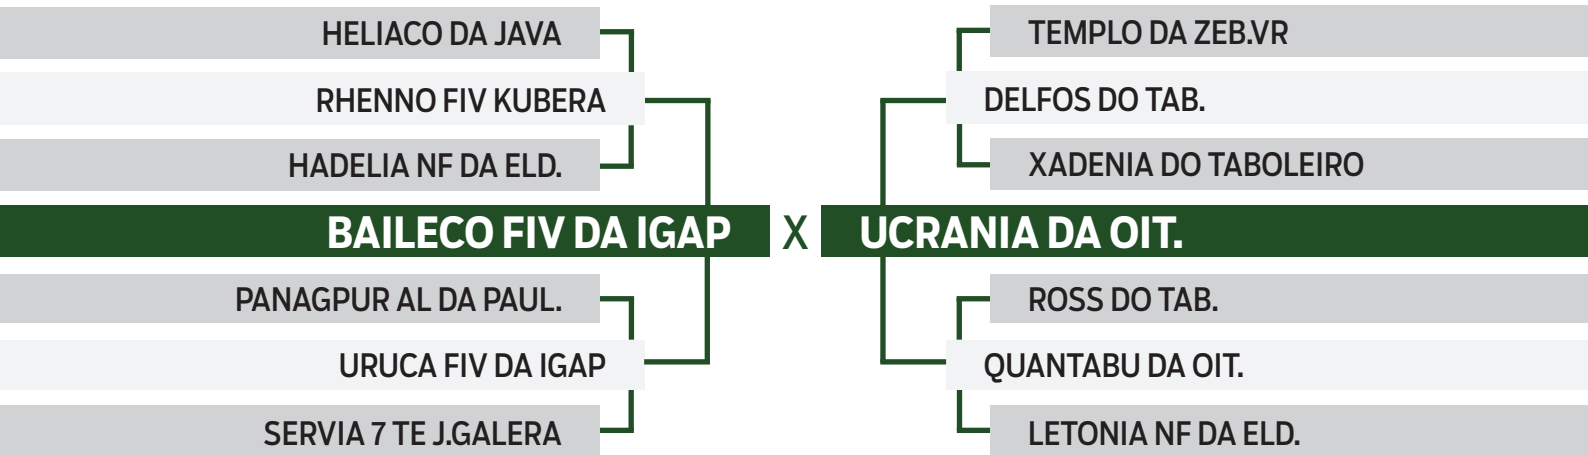 HELIACO DA JAVA
RHENNO FIV KUBERA
HADELIA NF DA ELD.
BAILECO FIV DA IGAP X UCRANIA DA OIT.
PANAGPUR AL DA PAUL.
URUCA FIV DA IGAP
SERVIA 7 TE J.GALERA
TEMPLO DA ZEB.VR
DELFOS DO TAB.
XADENIA DO TABOLEIRO
ROSS DO TAB.
QUANTABU DA OIT.
LETONIA NF DA ELD.